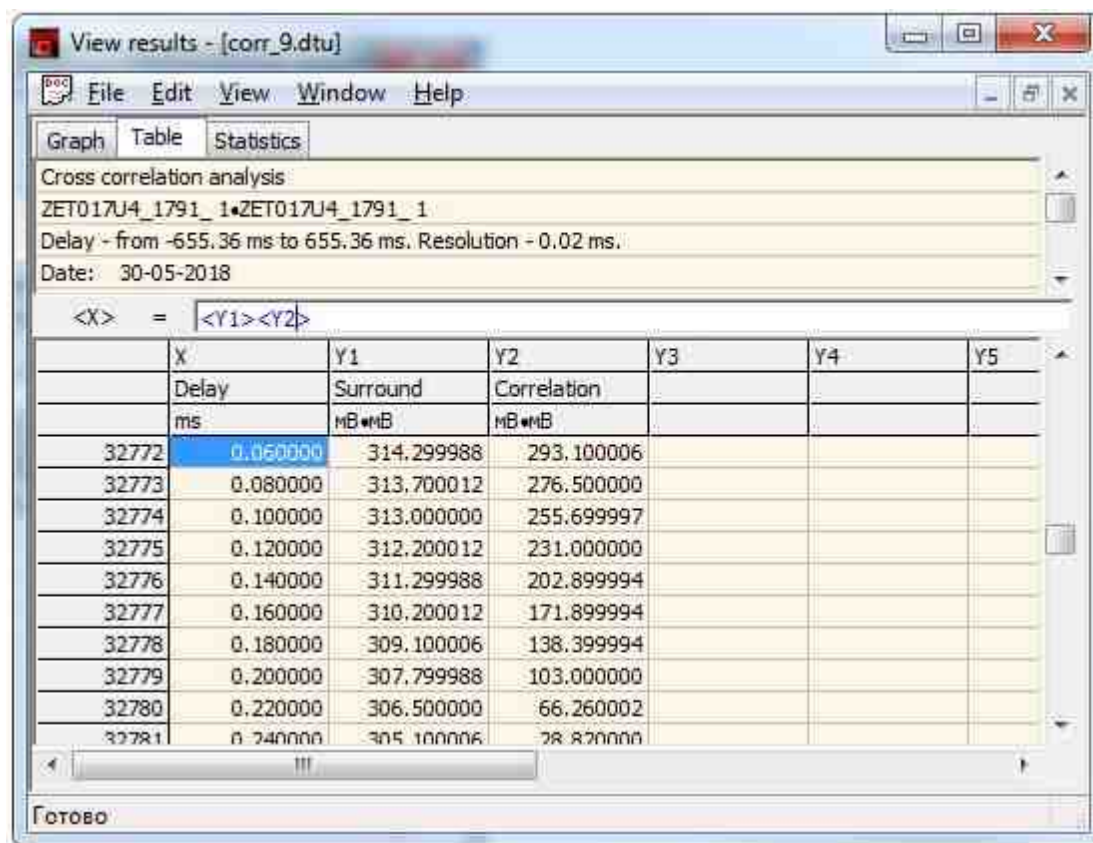 View results - [corr_9.dtu]
File Edit View Window Help
Graph Table Statistics
Cross correlation analysis
ZET017U4_1791_ 1•ZET017U4_1791_ 1
Delay - from -655.36 ms to 655.36 ms. Resolution - 0.02 ms.
Date: 30-05-2018
<X> = <Y1><Y2>
X Y1 Y2 Y3 Y4 Y5
Delay Surround Correlation
ms мВ•мВ мВ•мВ
32772 0.060000 314.299988 293.100006
32773 0.080000 313.700012 276.500000
32774 0.100000 313.000000 255.699997
32775 0.120000 312.200012 231.000000
32776 0.140000 311.299988 202.899994
32777 0.160000 310.200012 171.899994
32778 0.180000 309.100006 138.399994
32779 0.200000 307.799988 103.000000
32780 0.220000 306.500000 66.260002
32781 0.240000 305.100006 28.820000
Готово